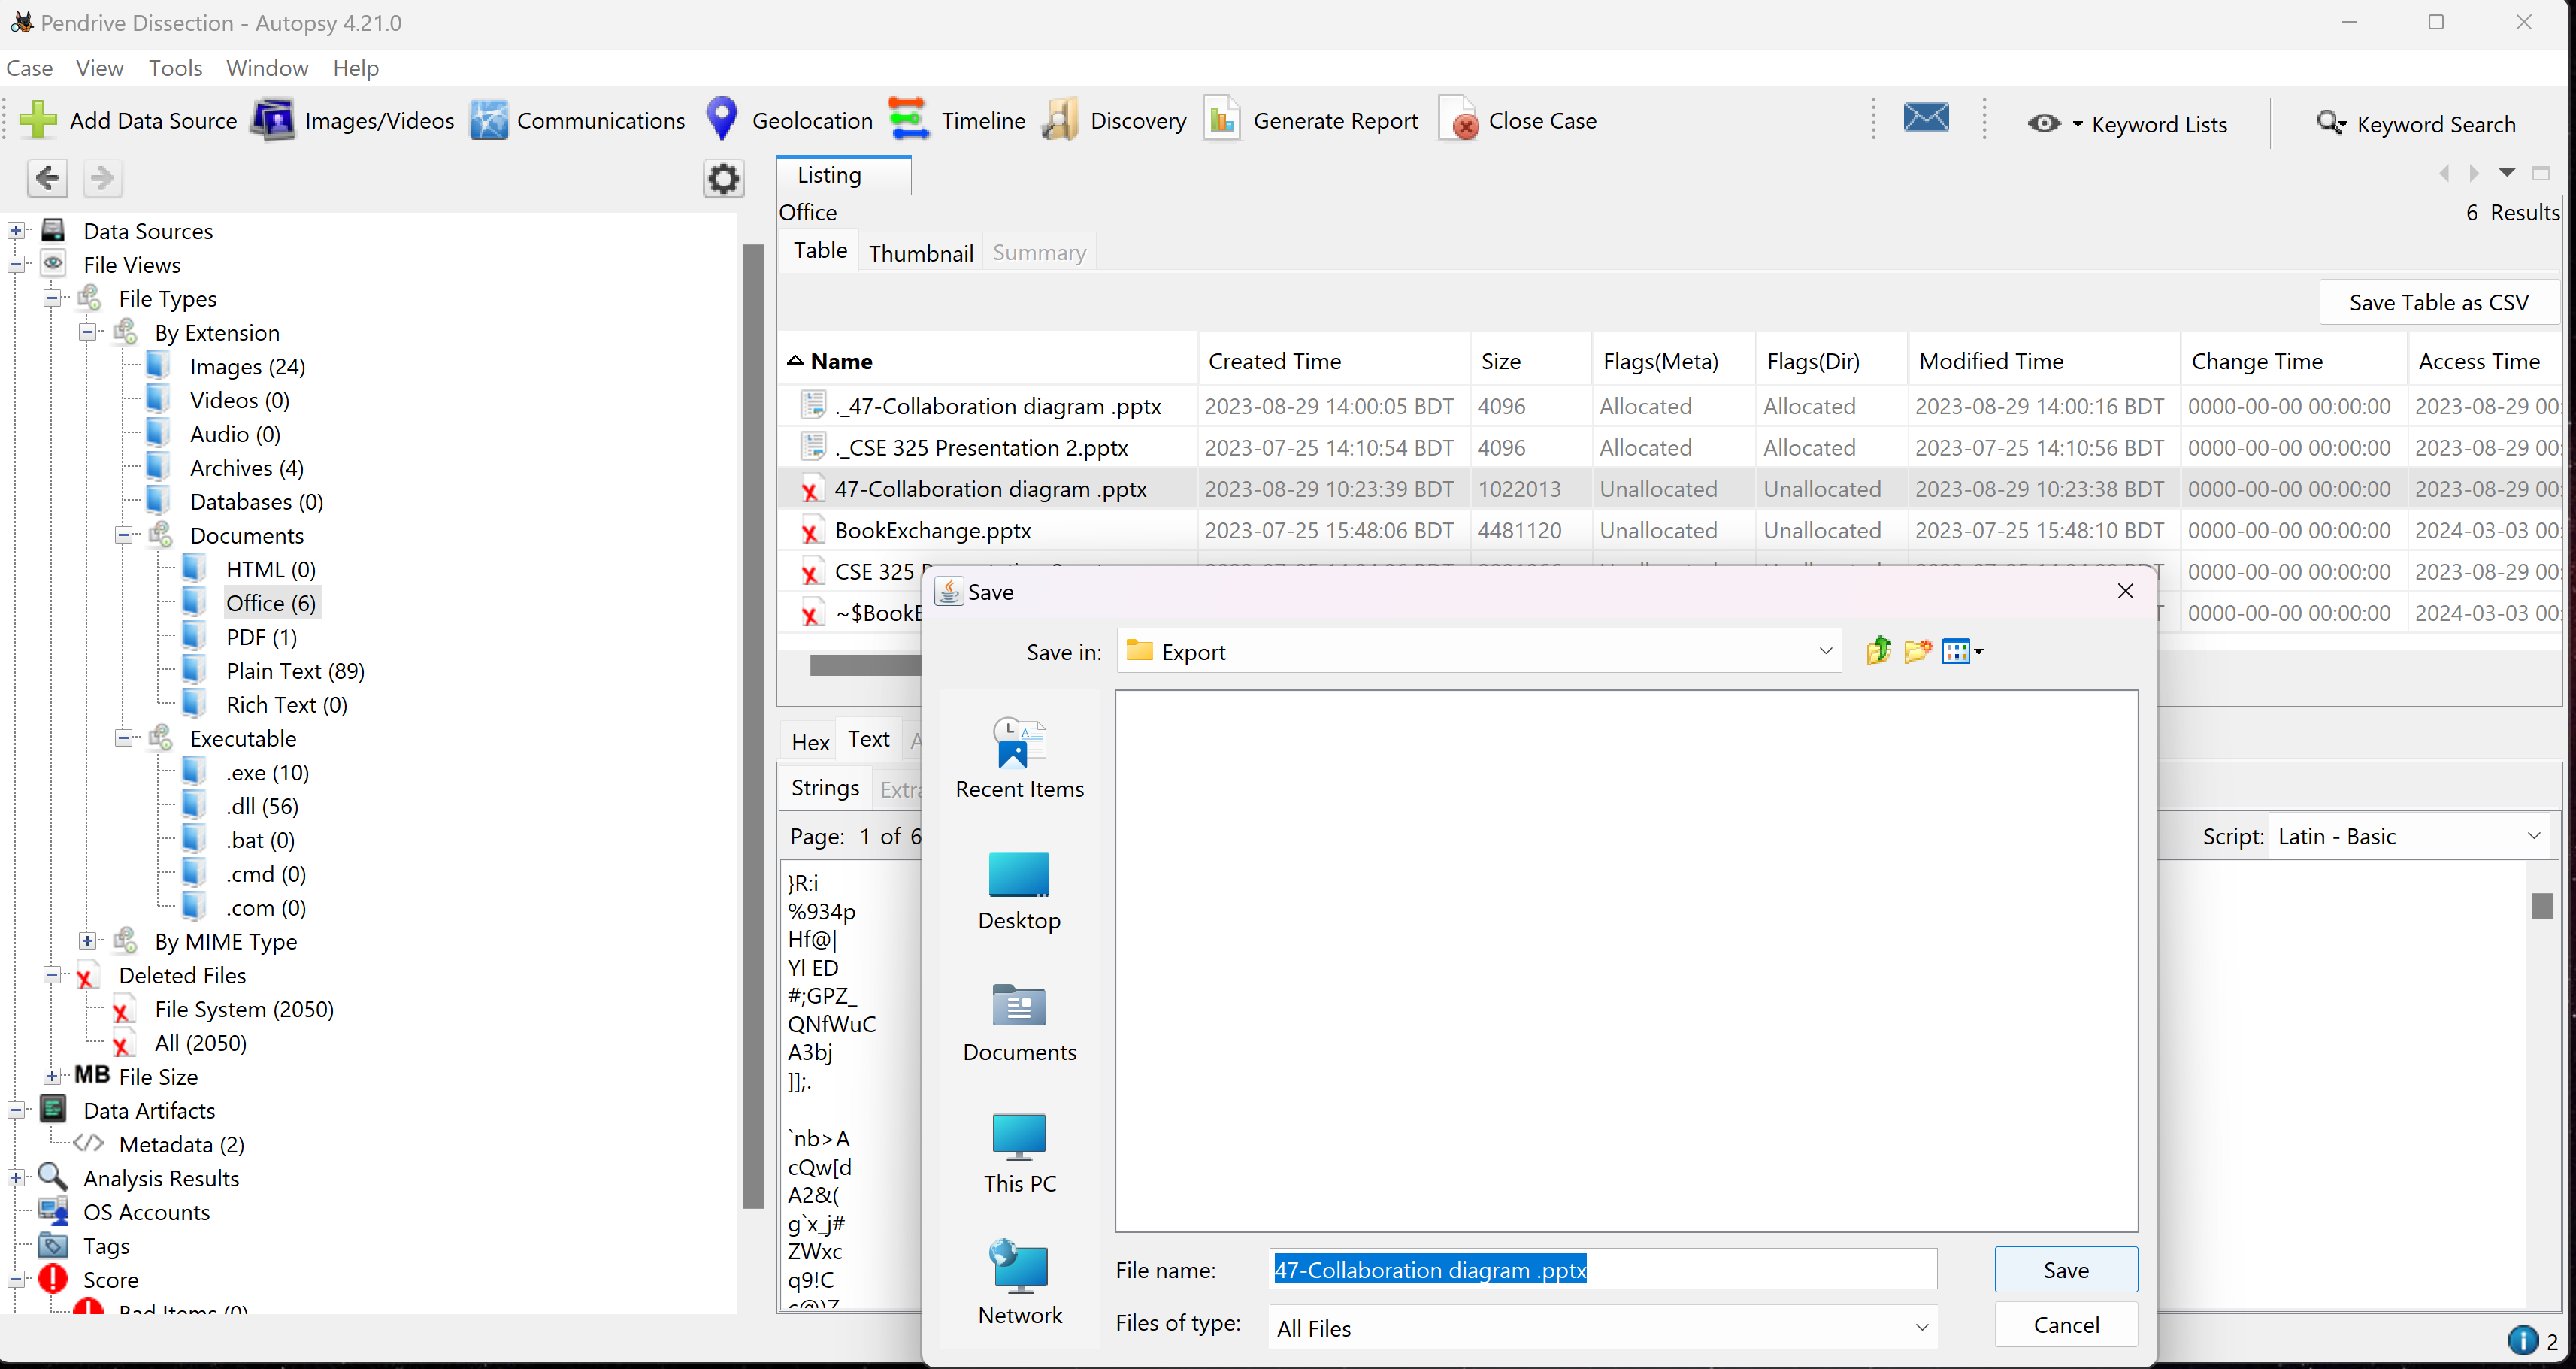 Pendrive Dissection - Autopsy 4.21.0
Case View Tools Window Help
Add Data Source Images/Videos Communications Geolocation Timeline Discovery Generate Report Close Case Keyword Lists Keyword Search
Data Sources
File Views
File Types
By Extension
Images (24)
Videos (0)
Audio (0)
Archives (4)
Databases (0)
Documents
HTML (0)
Office (6)
PDF (1)
Plain Text (89)
Rich Text (0)
Executable
.exe (10)
.dll (56)
.bat (0)
.cmd (0)
.com (0)
By MIME Type
Deleted Files
File System (2050)
All (2050)
MB File Size
Data Artifacts
Metadata (2)
Analysis Results
OS Accounts
Tags
Score
Bad Items (0)
Listing
Office 6 Results
Table Thumbnail Summary
Save Table as CSV
Name Created Time Size Flags(Meta) Flags(Dir) Modified Time Change Time Access Time
._47-Collaboration diagram .pptx 2023-08-29 14:00:05 BDT 4096 Allocated Allocated 2023-08-29 14:00:16 BDT 0000-00-00 00:00:00 2023-08-29 00:
._CSE 325 Presentation 2.pptx 2023-07-25 14:10:54 BDT 4096 Allocated Allocated 2023-07-25 14:10:56 BDT 0000-00-00 00:00:00 2023-08-29 00:
47-Collaboration diagram .pptx 2023-08-29 10:23:39 BDT 1022013 Unallocated Unallocated 2023-08-29 10:23:38 BDT 0000-00-00 00:00:00 2023-08-29 00:
BookExchange.pptx 2023-07-25 15:48:06 BDT 4481120 Unallocated Unallocated 2023-07-25 15:48:10 BDT 0000-00-00 00:00:00 2024-03-03 00:
CSE 325 0000-00-00 00:00:00 2023-08-29 00:
~$BookE 0000-00-00 00:00:00 2024-03-03 00:
Hex Text
Strings Extra
Page: 1 of 6
Script: Latin - Basic
}R:i
%934p
Hf@|
Yl ED
#;GPZ_
QNfWuC
A3bj
]];.
`nb>A
cQw[d
A2&(
g`x_j#
ZWxc
q9!C
Save
Save in: Export
Recent Items
Desktop
Documents
This PC
Network
File name: 47-Collaboration diagram .pptx Save
Files of type: All Files Cancel
2